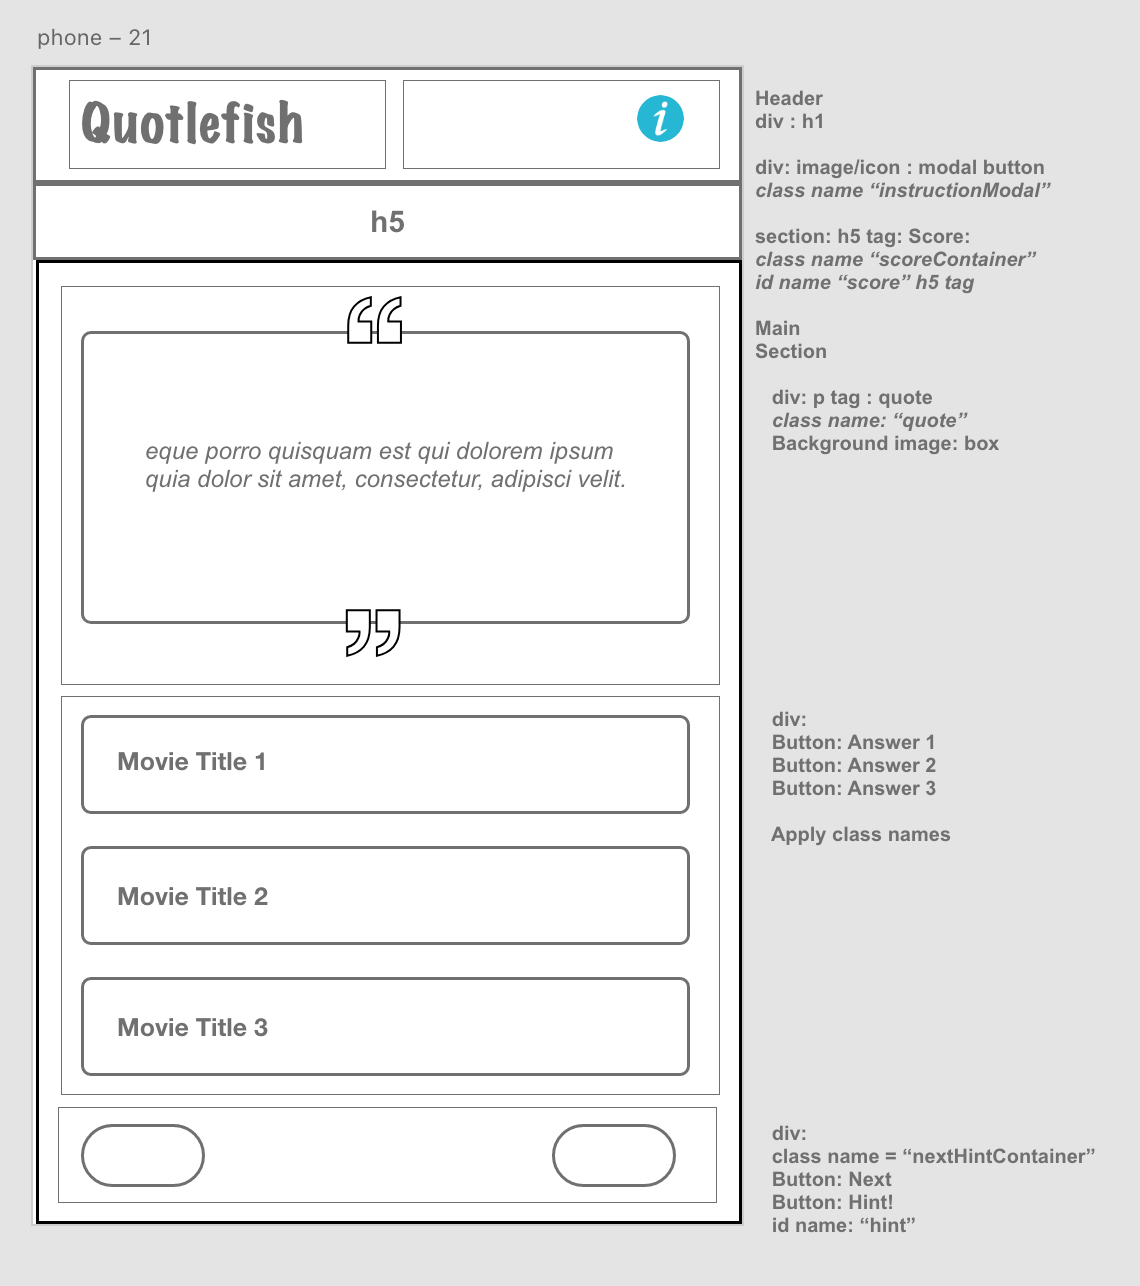 phone – 21
Quotlefish
i
h5
“
eque porro quisquam est qui dolorem ipsum
quia dolor sit amet, consectetur, adipisci velit.
”
Movie Title 1
Movie Title 2
Movie Title 3
Header
div : h1
div: image/icon : modal button
class name “instructionModal”
section: h5 tag: Score:
class name “scoreContainer”
id name “score” h5 tag
Main
Section
div: p tag : quote
class name: “quote”
Background image: box
div:
Button: Answer 1
Button: Answer 2
Button: Answer 3
Apply class names
div:
class name = “nextHintContainer”
Button: Next
Button: Hint!
id name: “hint”